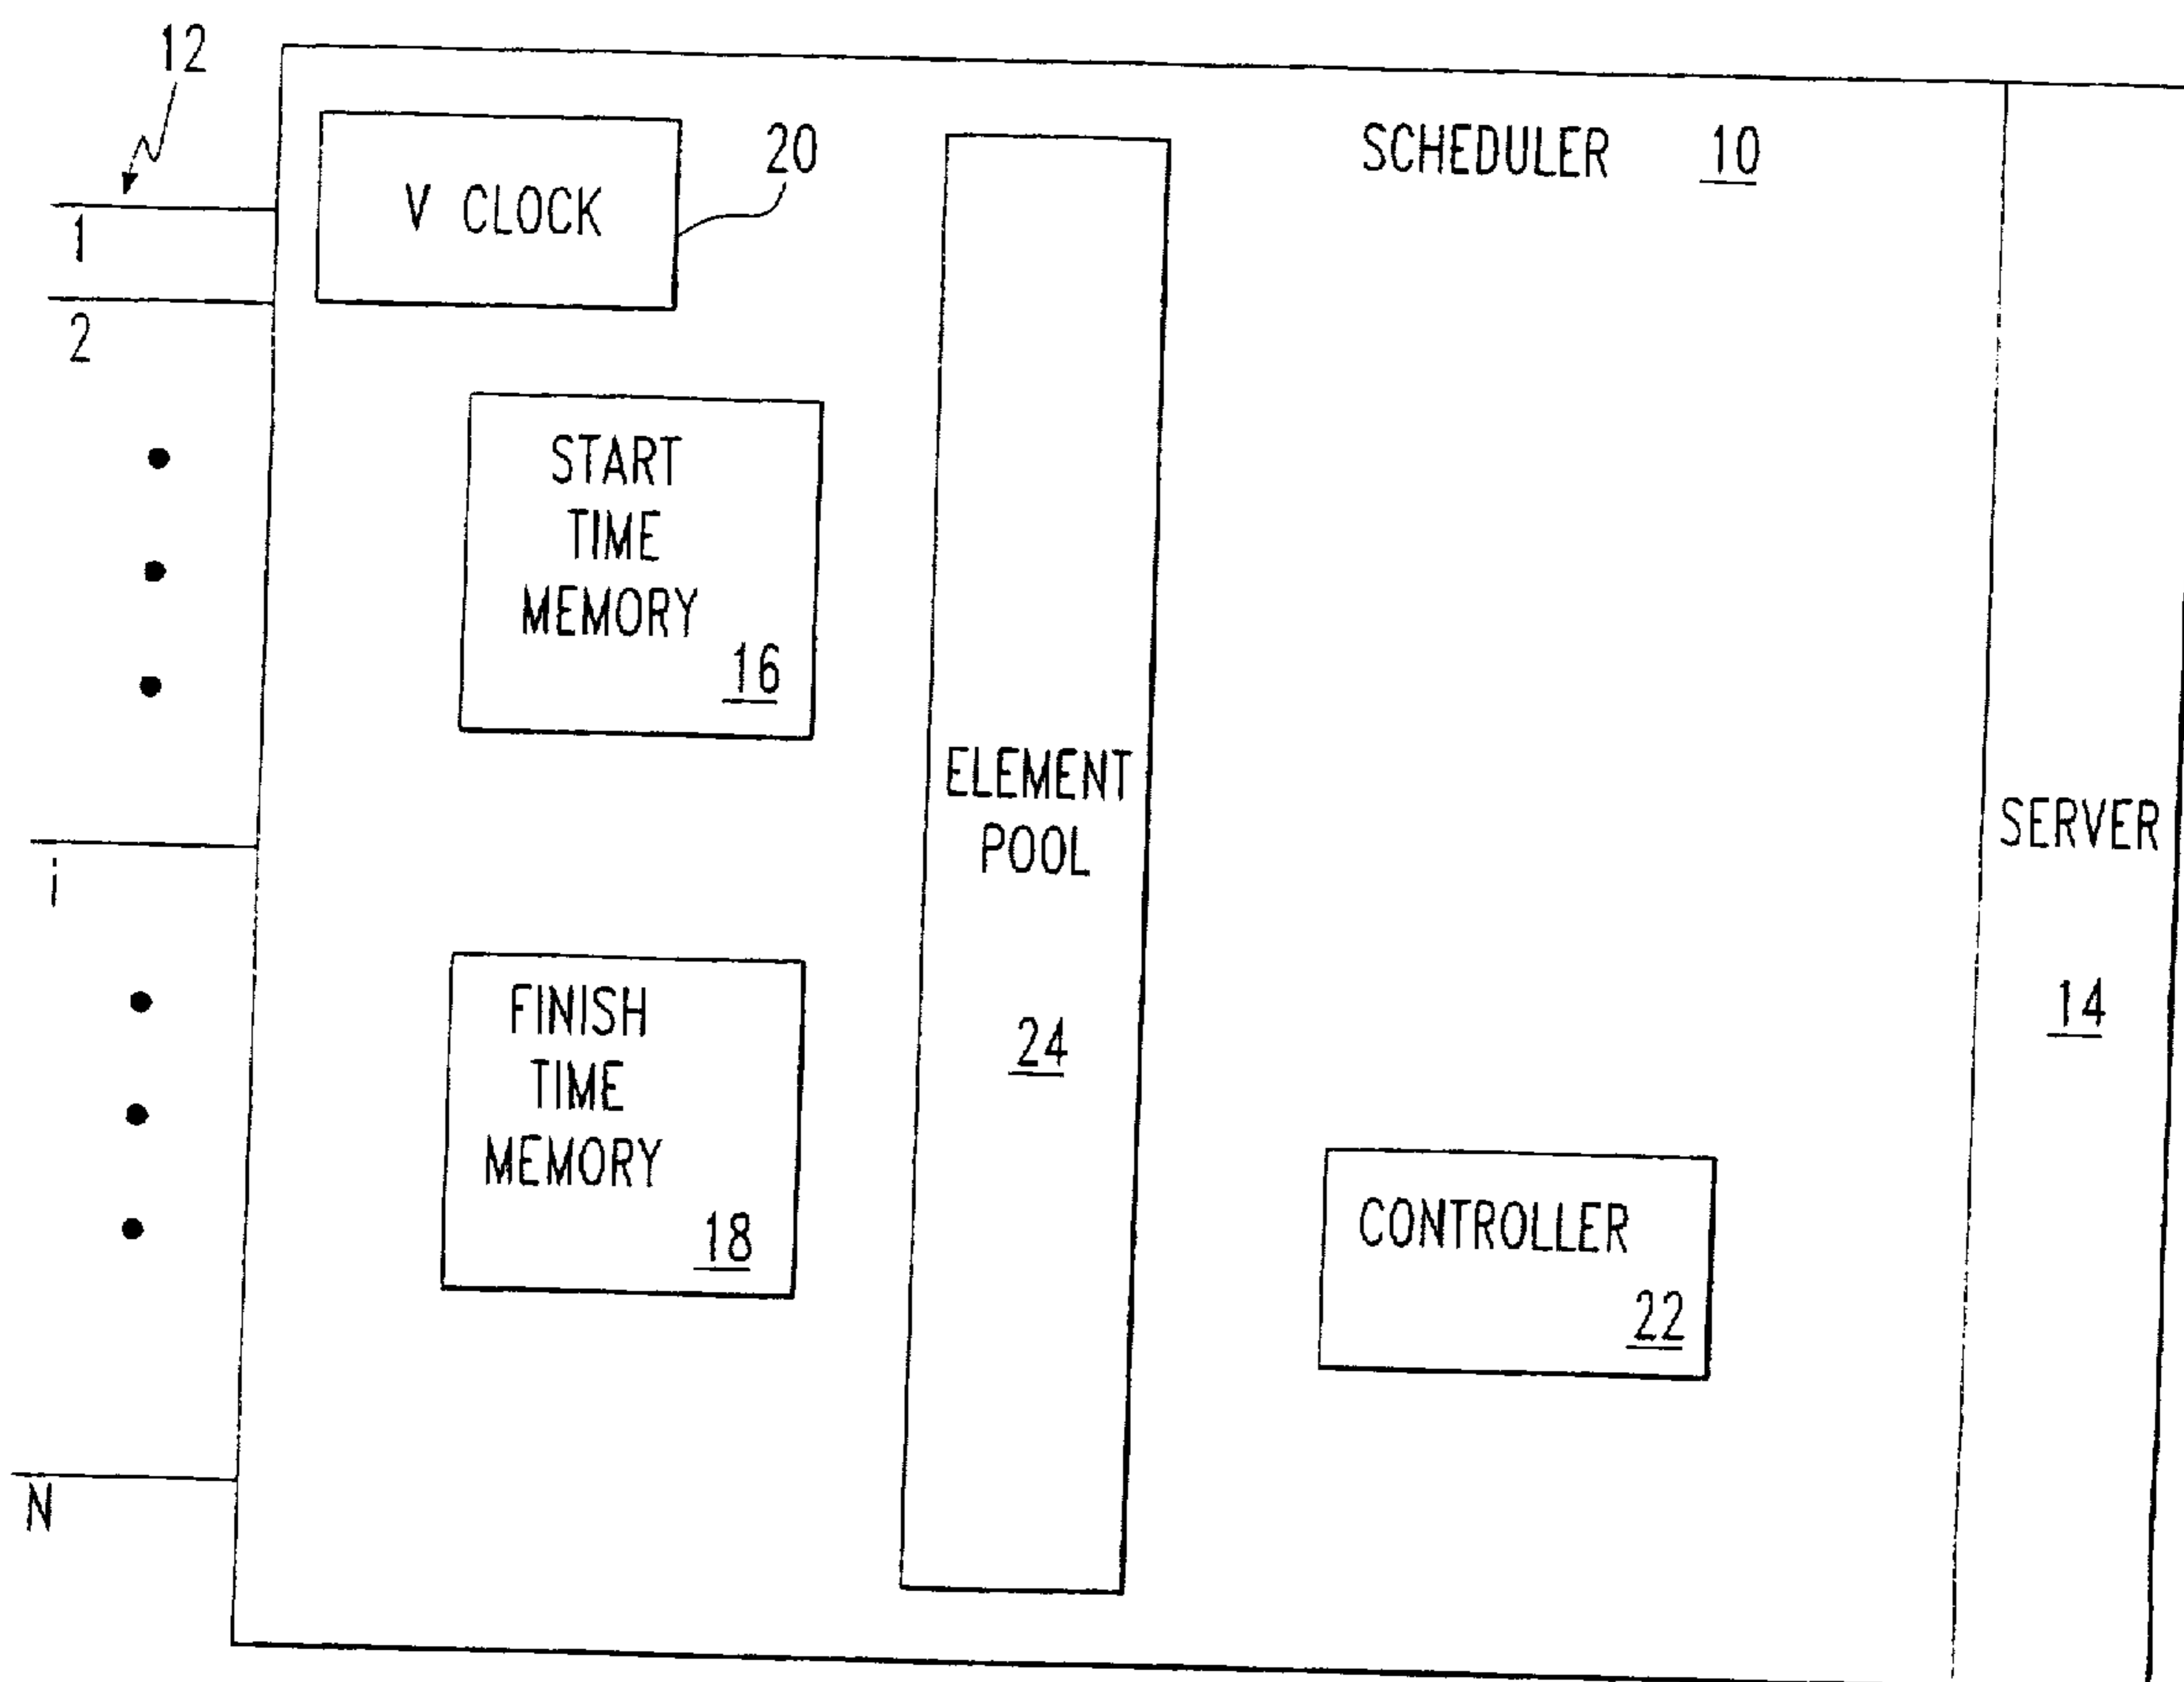 12
1
2
i
N
V CLOCK
20
START
TIME
MEMORY
16
FINISH
TIME
MEMORY
18
ELEMENT
POOL
24
SCHEDULER 10
CONTROLLER
22
SERVER
14